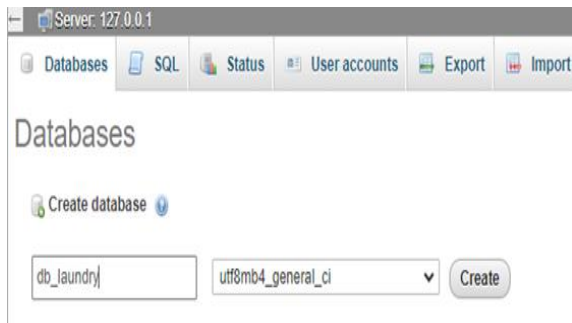 Server: 127.0.0.1
Databases SQL Status User accounts Export Import
Databases
Create database
db_laundry utf8mb4_general_ci Create